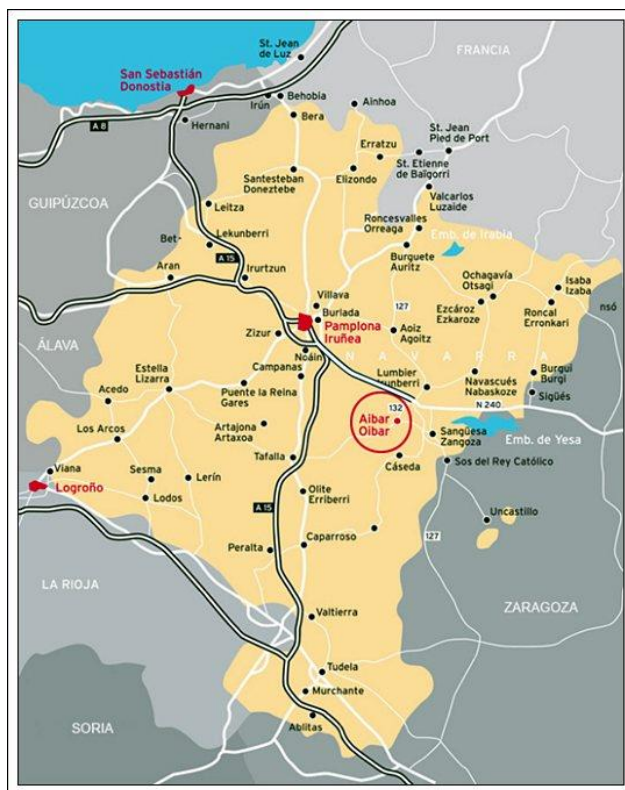 St. Jean
de Luz
FRANCIA
San Sebastián
Donostia
Irún
Behobia
Ainhoa
A 8
Hernani
Bera
Erratzu
St. Jean
Pied de Port
St. Etienne
de Baïgorri
Santesteban
Doneztebe
Elizondo
Valcarlos
Luzaide
GUIPÚZCOA
Leitza
Roncesvalles
Orreaga
Emb. de Irabia
Bet-
Lekunberri
A 15
Aran
Irurtzun
Burguete
Auritz
Ochagavía
Otsagi
Isaba
Izaba
Villava
127
Burlada
Ezcároz
Ezkaroze
Roncal
Erronkari
nsó
Pamplona
Iruñea
Aoiz
Agoitz
Zizur
Noáin
NAVARRA
ÁLAVA
Estella
Lizarra
Campanas
Lumbier
Irunberri
Navascués
Nabaskoze
Burgui
Burgi
Acedo
Puente la Reina
Gares
Sigüés
132
N 240
Aibar
Oibar
Los Arcos
Artajona
Artaxoa
Sangüesa
Zangoza
Emb. de Yesa
Viana
Sesma
Lerín
Tafalla
Cáseda
Sos del Rey Católico
Logroño
Lodos
Olite
Erriberri
A 15
Uncastillo
Peralta
Caparroso
127
LA RIOJA
ZARAGOZA
Valtierra
Tudela
Murchante
SORIA
Ablitas